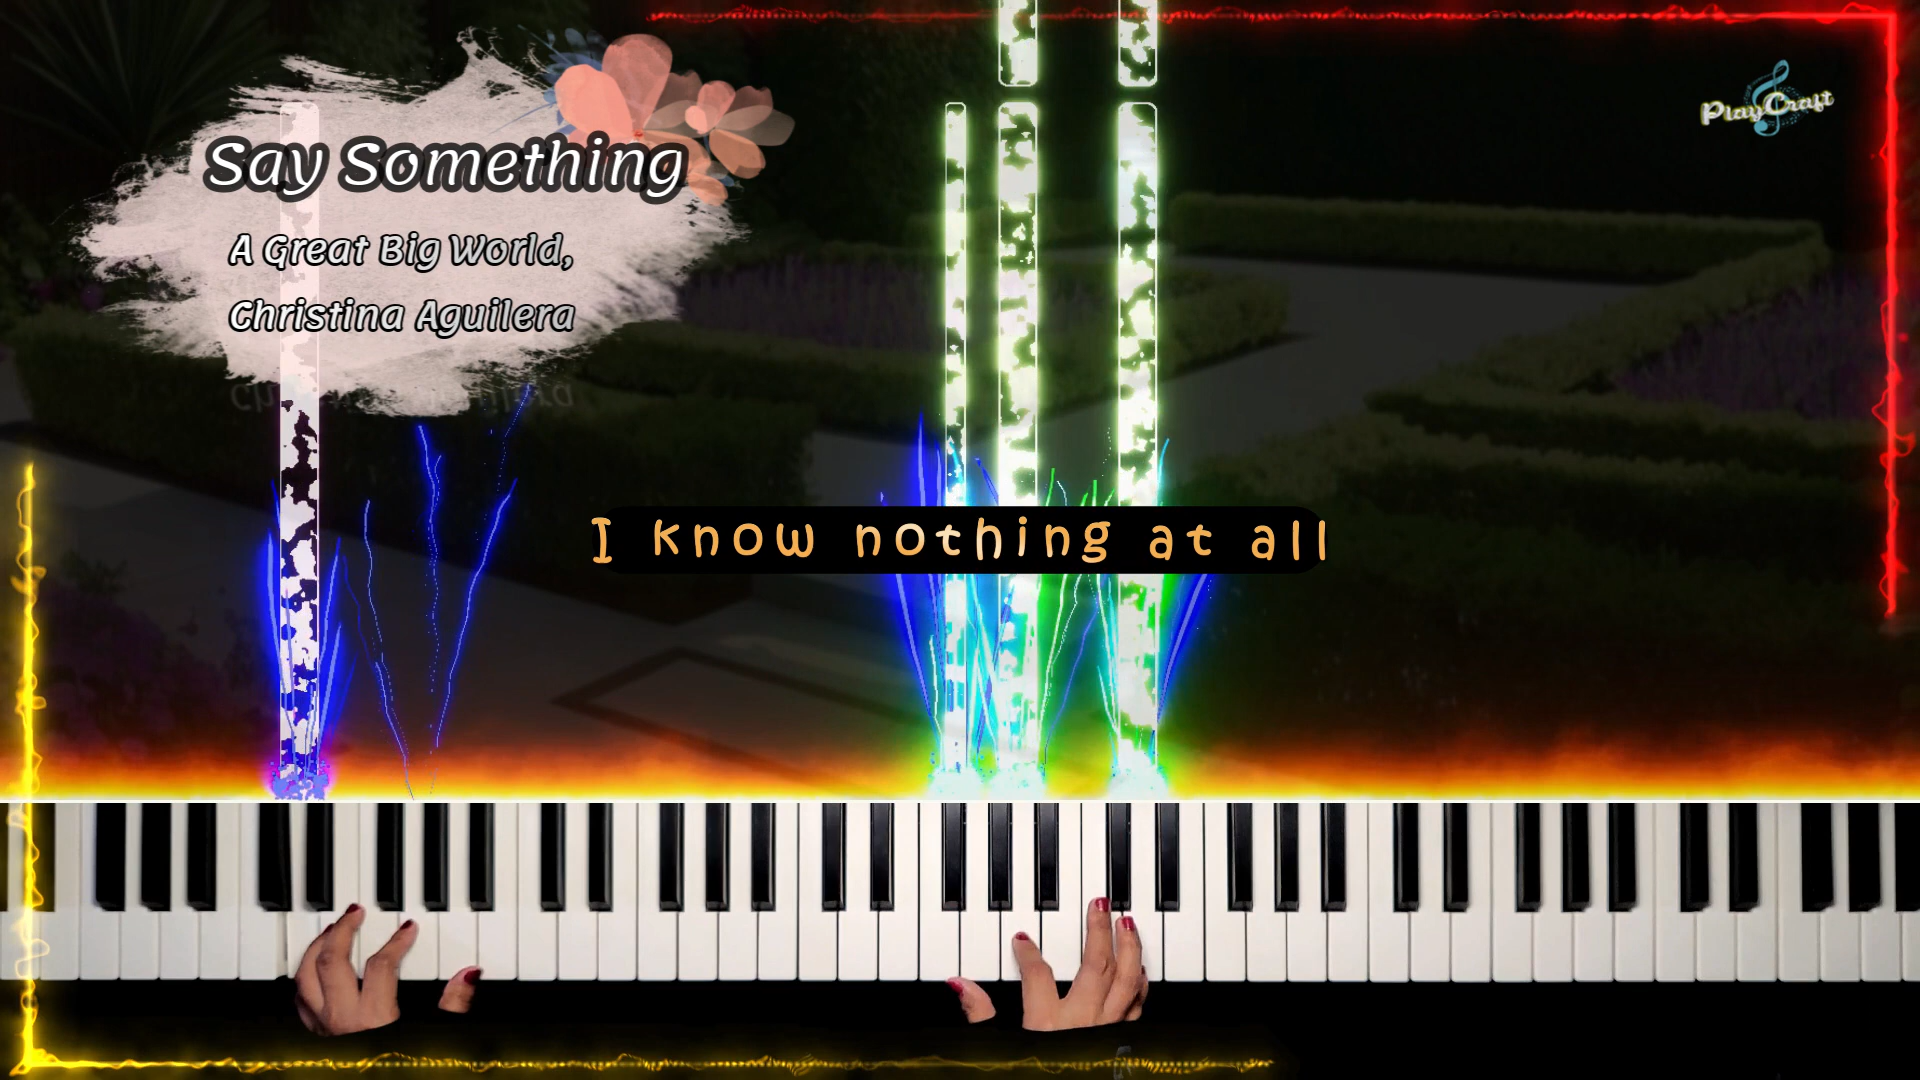 Say Something
A Great Big World,
Christina Aguilera
PlayCraft
I know nothing at all